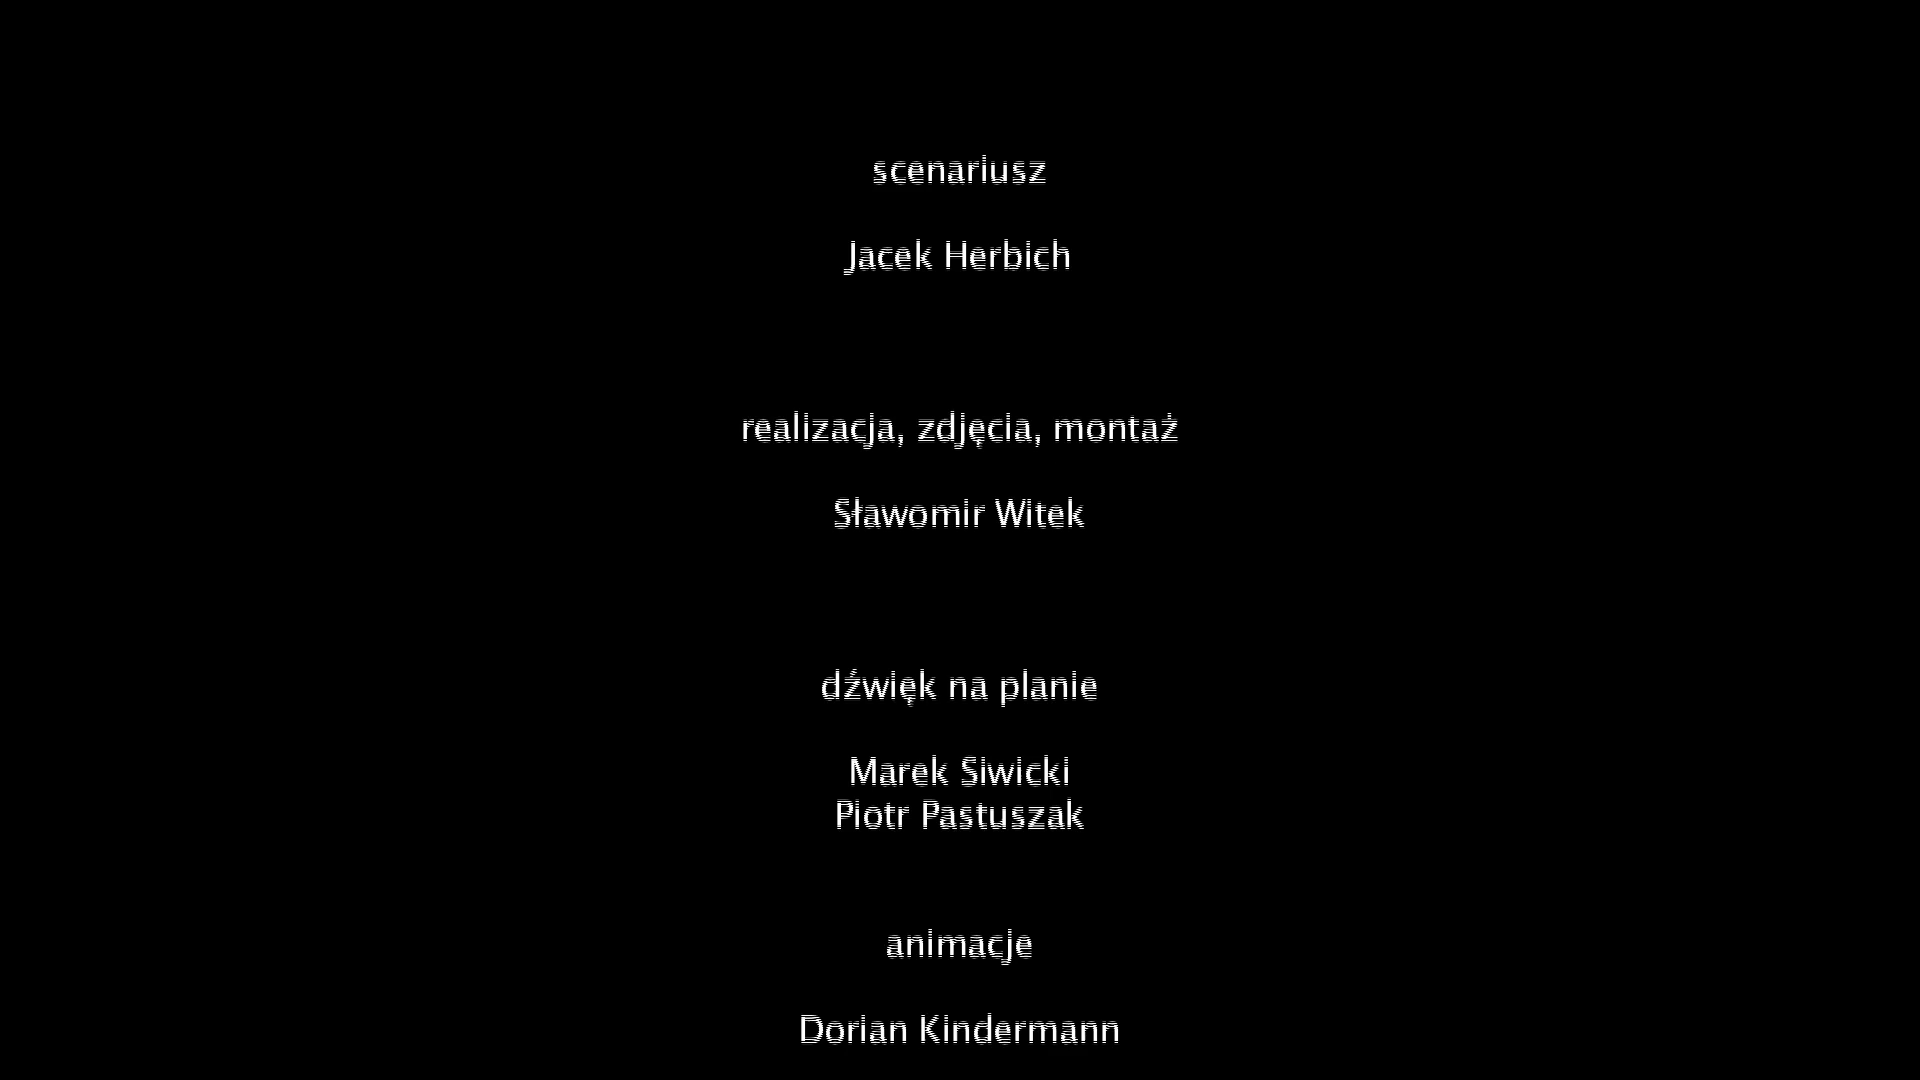 scenariusz
Jacek Herbich
realizacja, zdjęcia, montaż
Sławomir Witek
dźwięk na planie
Marek Siwicki
Piotr Pastuszak
animacje
Dorian Kindermann